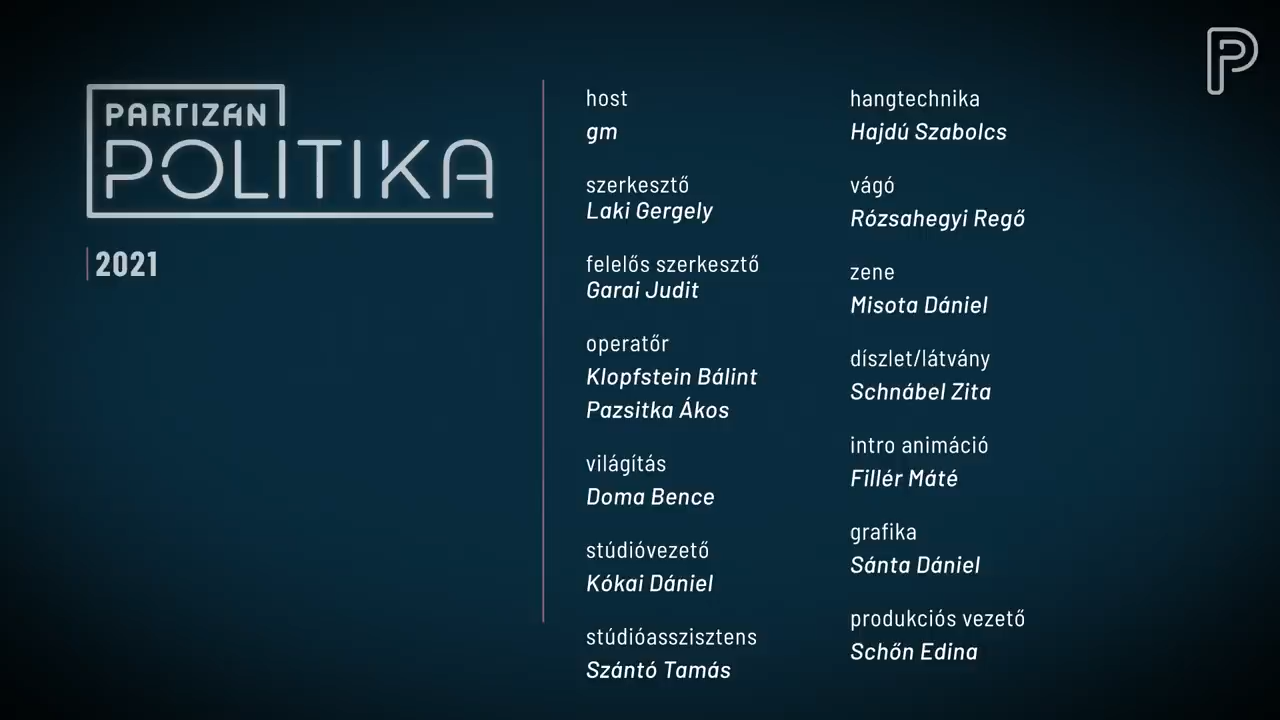 PARTIZÁN
POLITIKA
2021
host
gm
szerkesztő
Laki Gergely
felelős szerkesztő
Garai Judit
operatőr
Klopfstein Bálint
Pazsitka Ákos
világítás
Doma Bence
stúdióvezető
Kókai Dániel
stúdióasszisztens
Szántó Tamás
hangtechnika
Hajdú Szabolcs
vágó
Rózsahegyi Regő
zene
Misota Dániel
díszlet/látvány
Schnábel Zita
intro animáció
Fillér Máté
grafika
Sánta Dániel
produkciós vezető
Schőn Edina
P